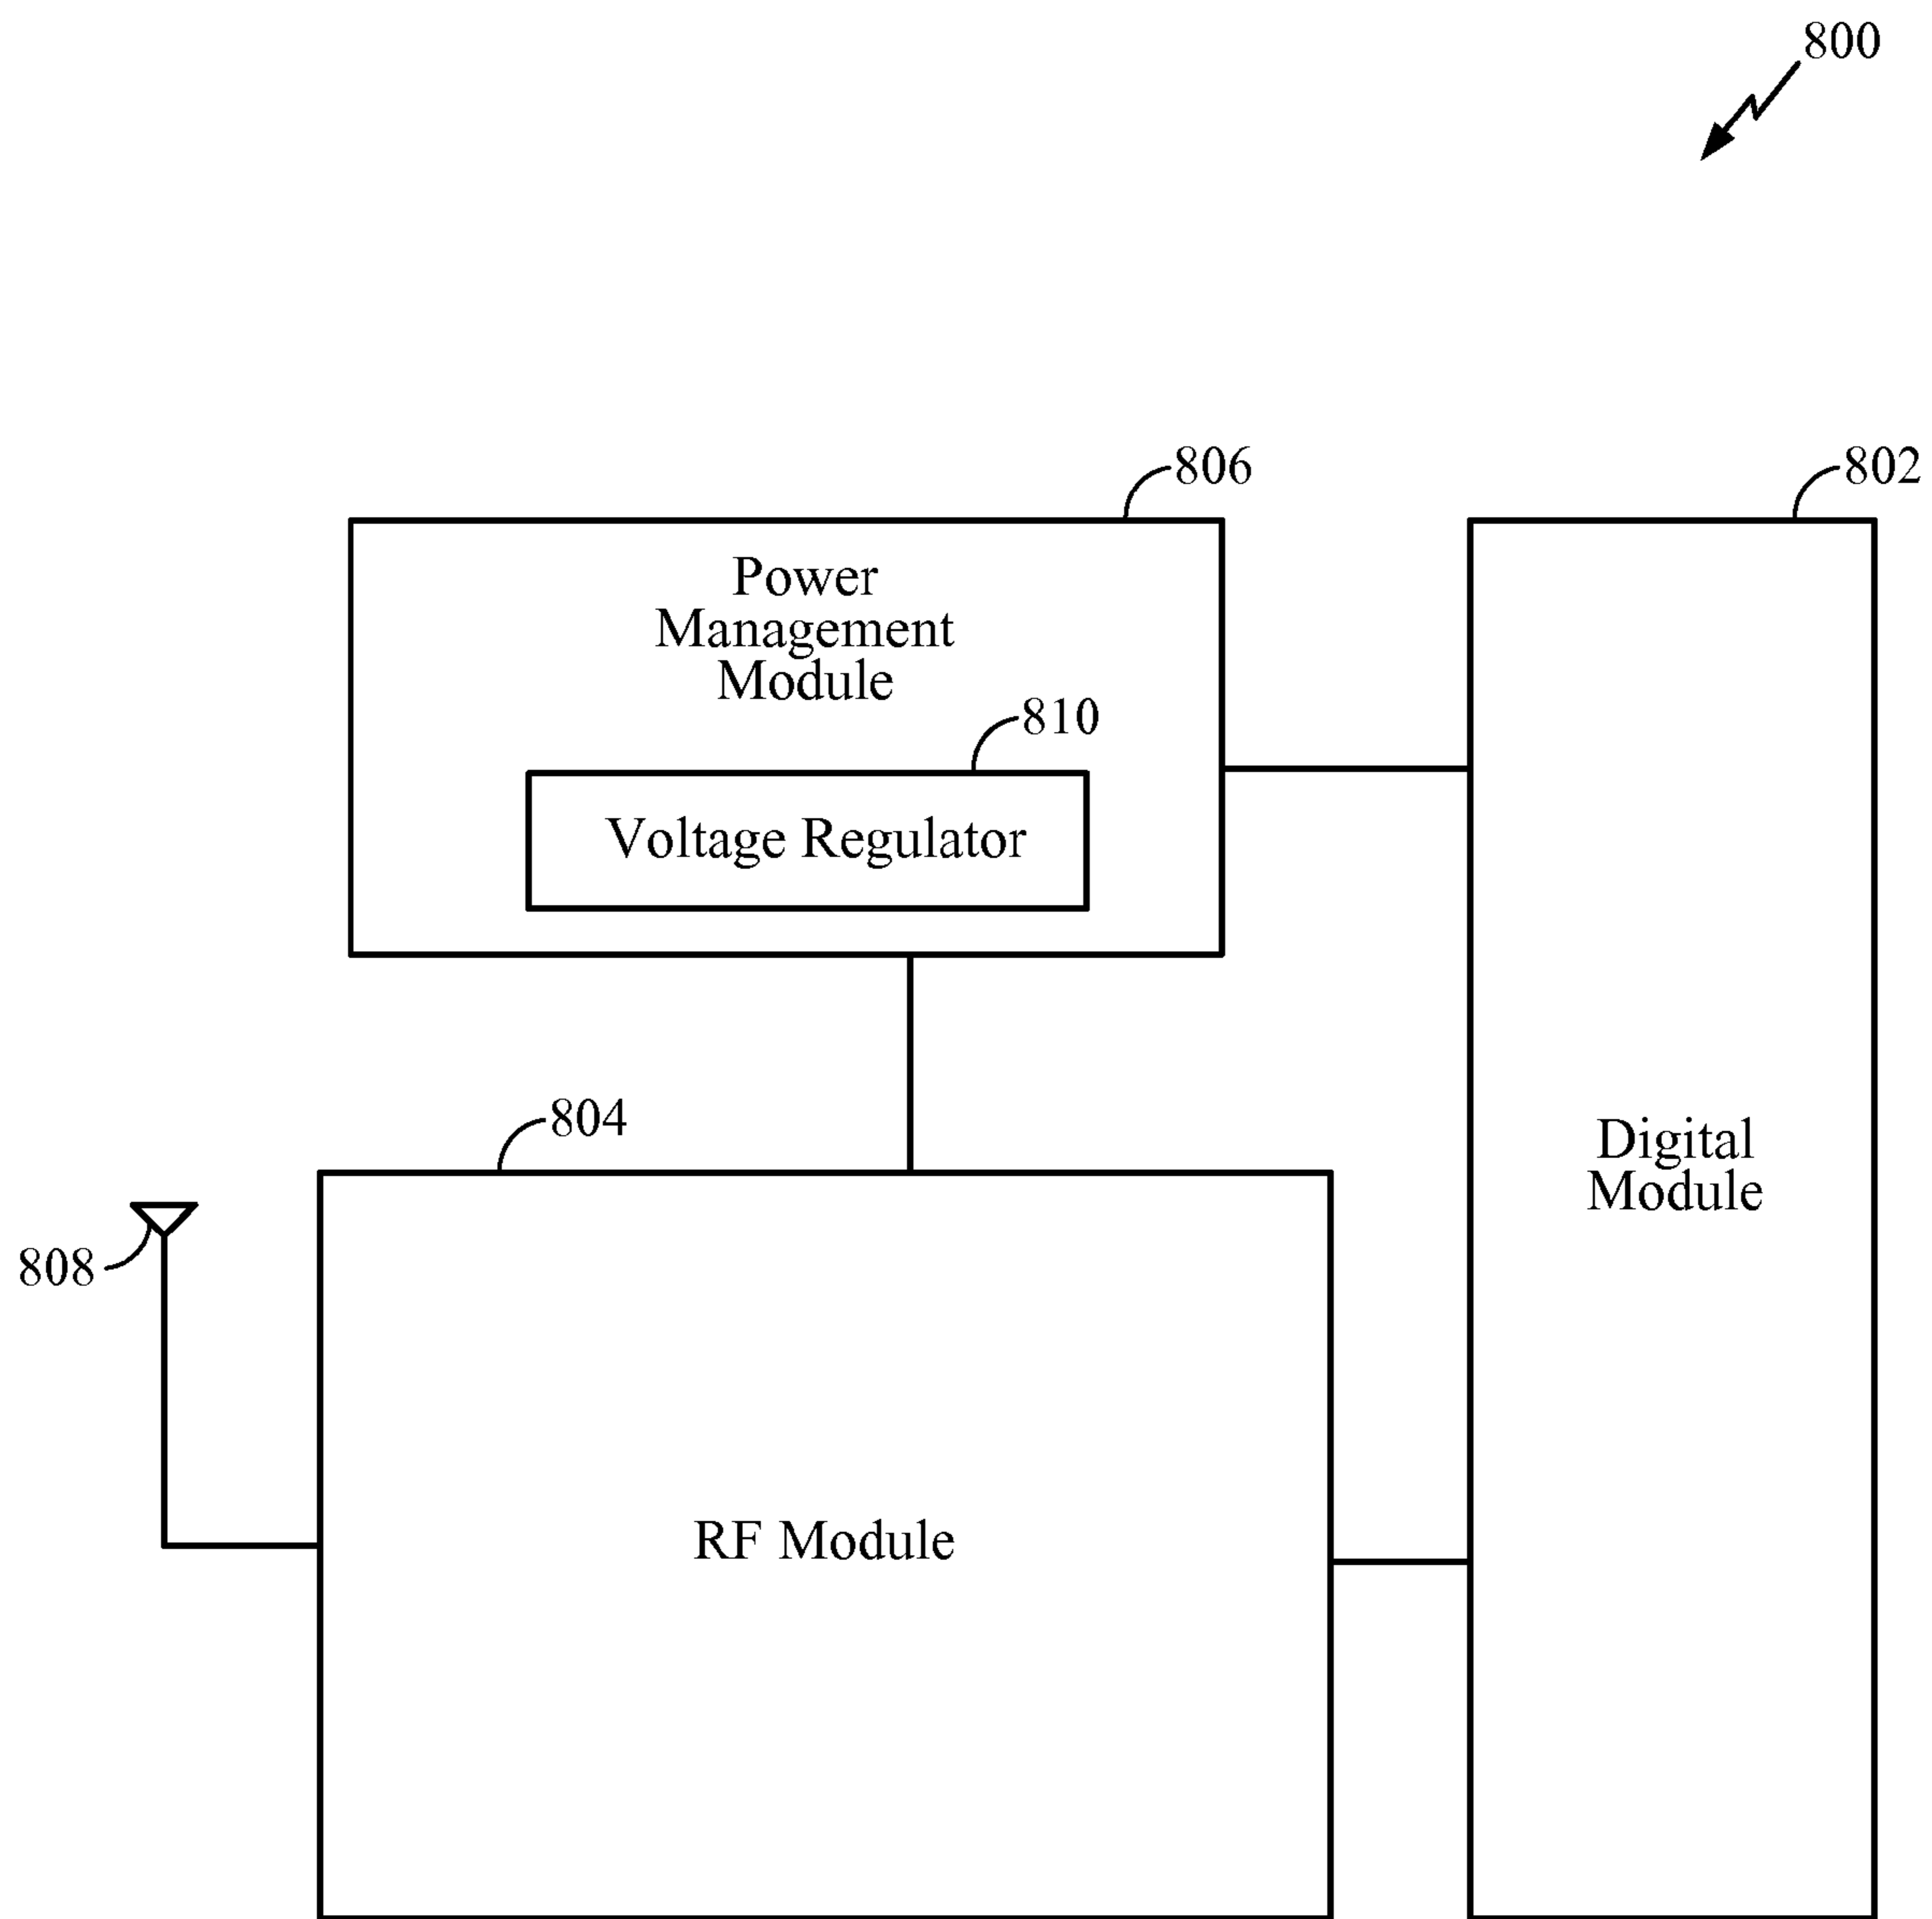 800
806
802
Power
Management
Module
810
Voltage Regulator
804
Digital
Module
808
RF Module